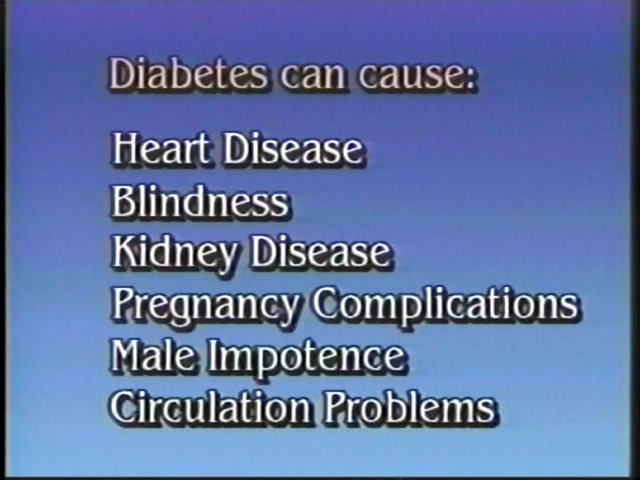 Diabetes can cause:
Heart Disease
Blindness
Kidney Disease
Pregnancy Complications
Male Impotence
Circulation Problems